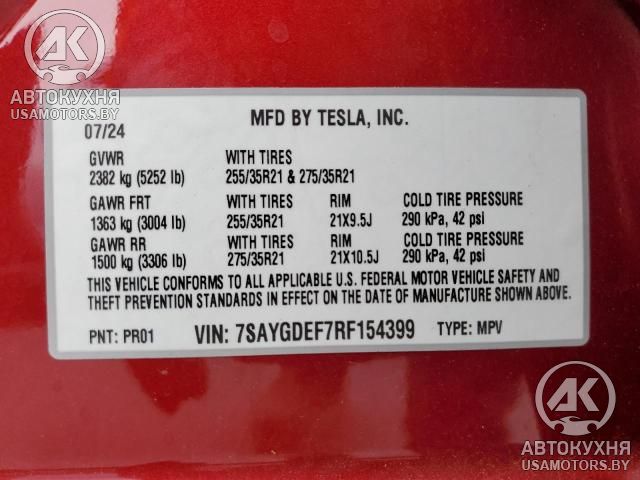 AK
АВТОКУХНЯ
USAMOTORS.BY
07/24
MFD BY TESLA, INC.
GVWR
2382 kg (5252 lb)
WITH TIRES
255/35R21 & 275/35R21
GAWR FRT
1363 kg (3004 lb)
WITH TIRES
255/35R21
RIM
21X9.5J
COLD TIRE PRESSURE
290 kPa, 42 psi
GAWR RR
1500 kg (3306 lb)
WITH TIRES
275/35R21
RIM
21X10.5J
COLD TIRE PRESSURE
290 kPa, 42 psi
THIS VEHICLE CONFORMS TO ALL APPLICABLE U.S. FEDERAL MOTOR VEHICLE SAFETY AND
THEFT PREVENTION STANDARDS IN EFFECT ON THE DATE OF MANUFACTURE SHOWN ABOVE.
PNT: PR01
VIN: 7SAYGDEF7RF154399
TYPE: MPV
AK
АВТОКУХНЯ
USAMOTORS.BY